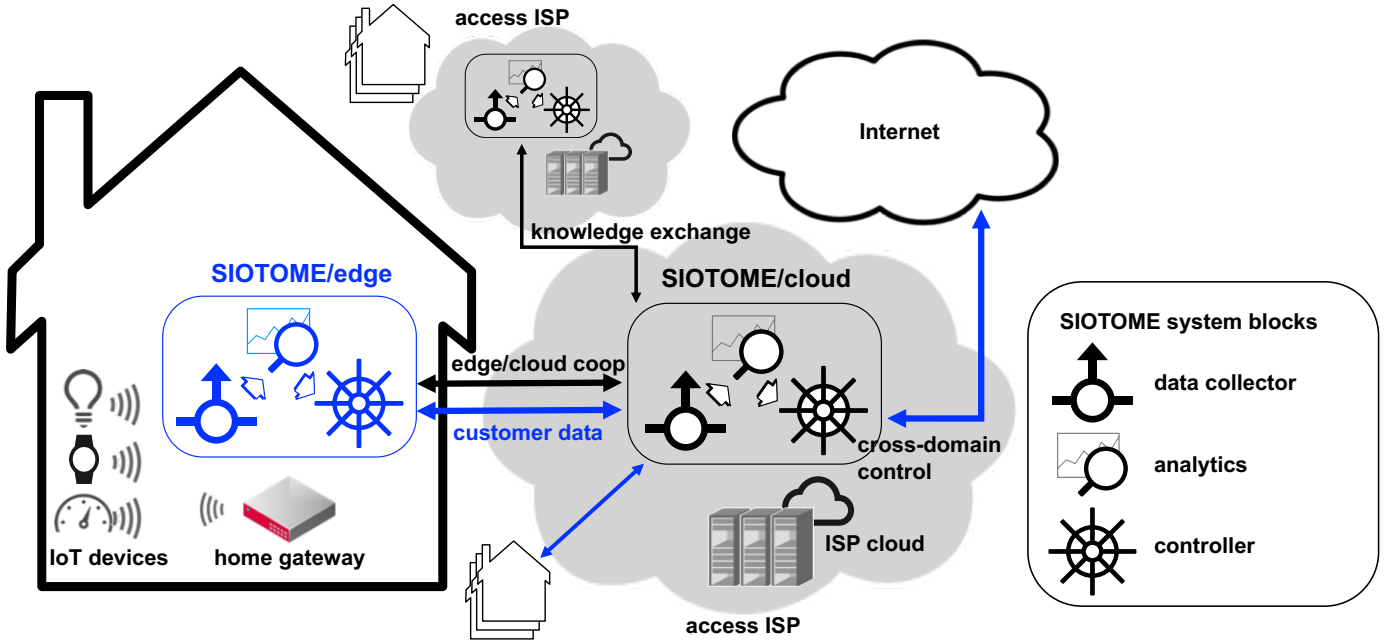 access ISP
Internet
knowledge exchange
SIOTOME/edge
SIOTOME/cloud
edge/cloud coop
customer data
cross-domain
control
IoT devices
home gateway
ISP cloud
access ISP
SIOTOME system blocks
data collector
analytics
controller